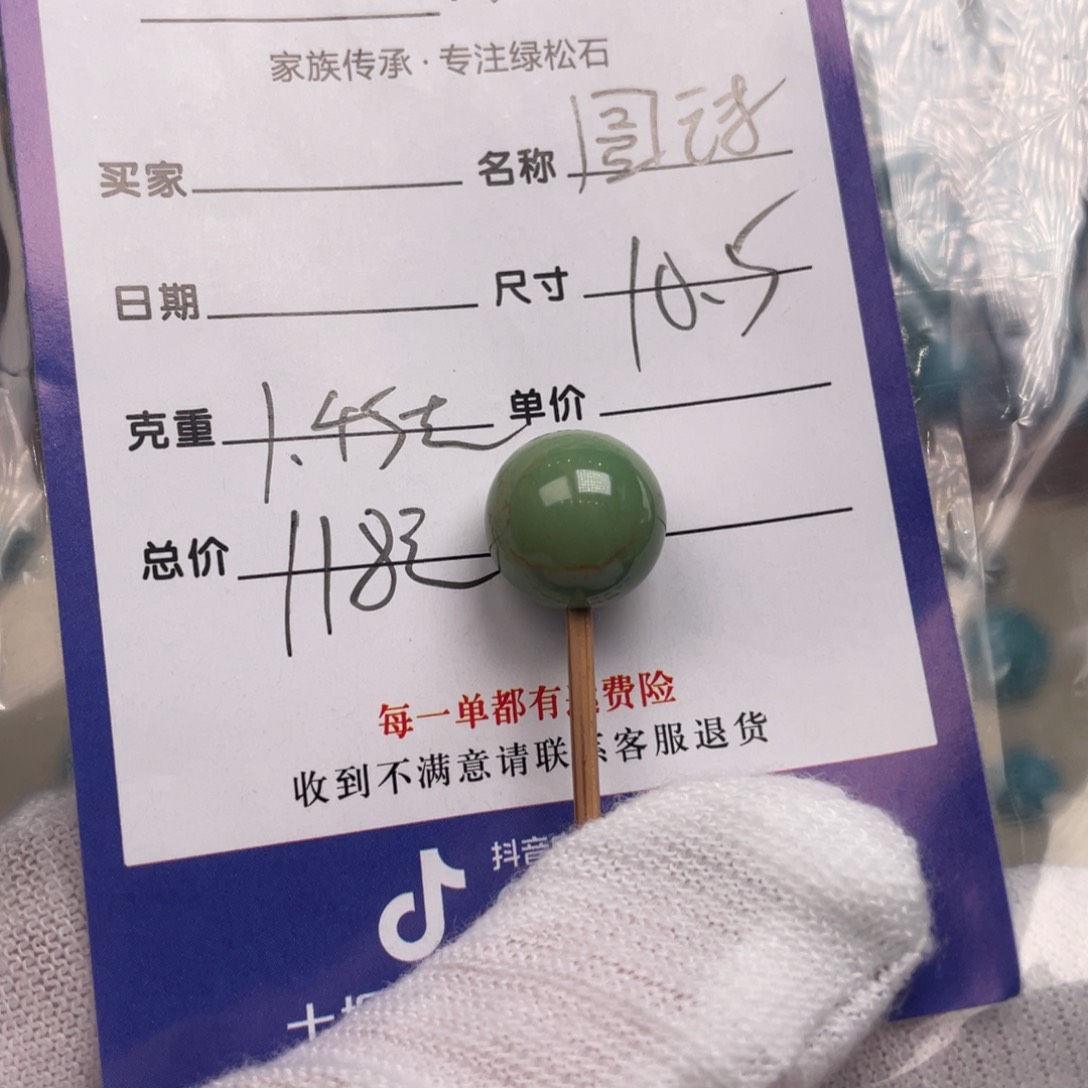 家族传承·专注绿松石
买家 名称 圆珠
日期 尺寸 10.5
克重 1.45克 单价
总价 118元
每一单都有 费险
收到不满意请联系客服退货
抖音